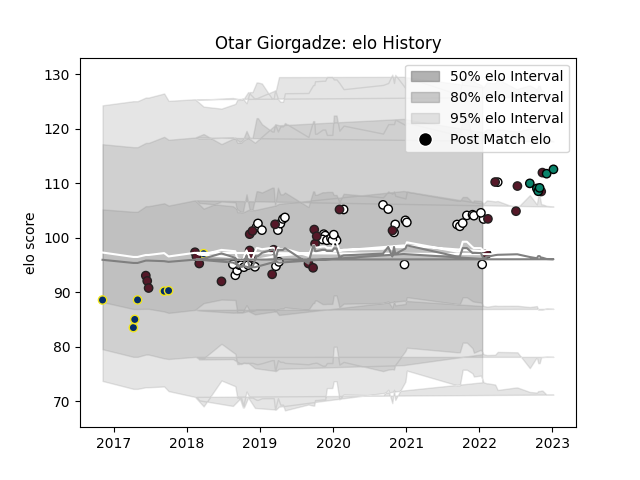 Otar Giorgadze: elo History
50% elo Interval
80% elo Interval
95% elo Interval
Post Match elo
elo score
130
120
110
100
90
80
70
2017 2018 2019 2020 2021 2022 2023